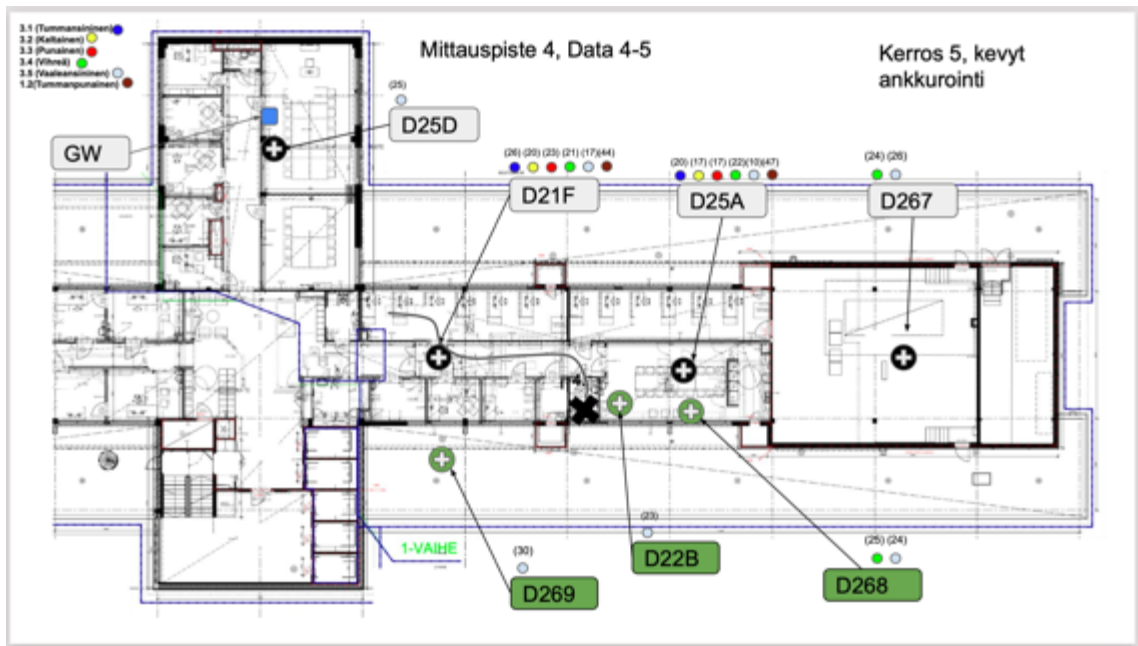 3.1 (Tummansininen)
3.2 (Keltainen)
3.3 (Punainen)
3.4 (Vihreä)
3.5 (Vaaleansininen)
1.2(Tummanpunainen)
Mittauspiste 4, Data 4-5
Kerros 5, kevyt
ankkurointi
(25)
D25D
GW
(26) (20) (23) (21) (17)(44)
D21F
(20) (17) (17) (22)(10)(47)
D25A
(24) (26)
D267
4
1-VAIHE
(30)
D269
(23)
D22B
(25) (24)
D268